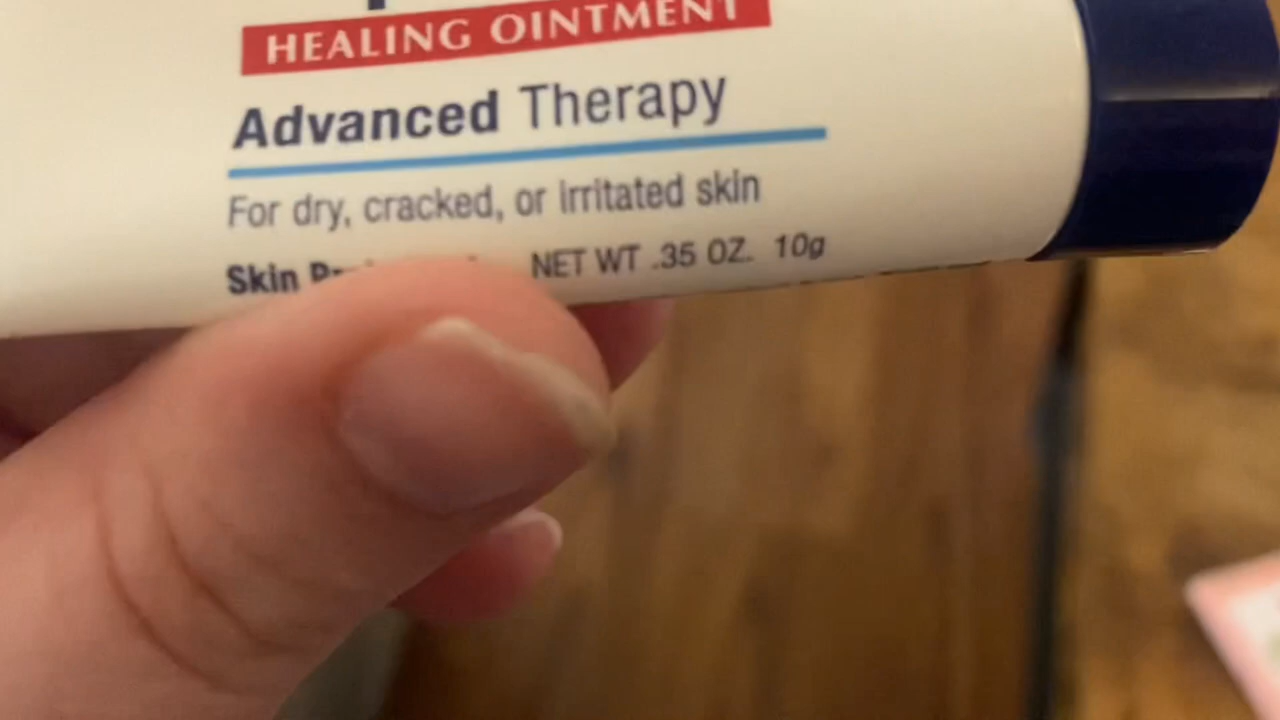 HEALING OINTMENT
Advanced Therapy
For dry, cracked, or irritated skin
Skin NET WT .35 OZ. 10g